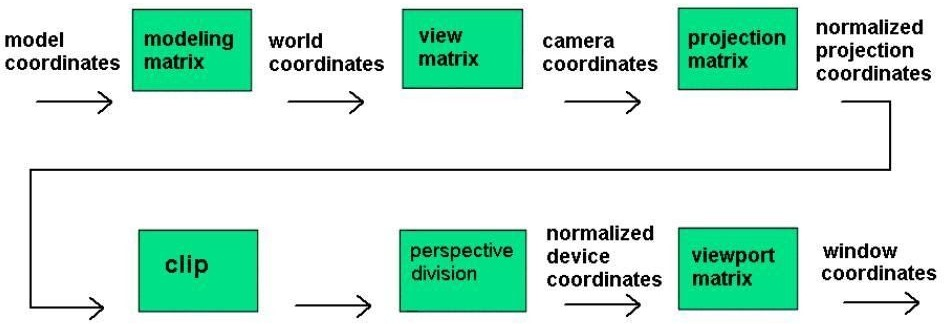 model
coordinates
modeling
matrix
world
coordinates
view
matrix
camera
coordinates
projection
matrix
normalized
projection
coordinates
clip
perspective
division
normalized
device
coordinates
viewport
matrix
window
coordinates